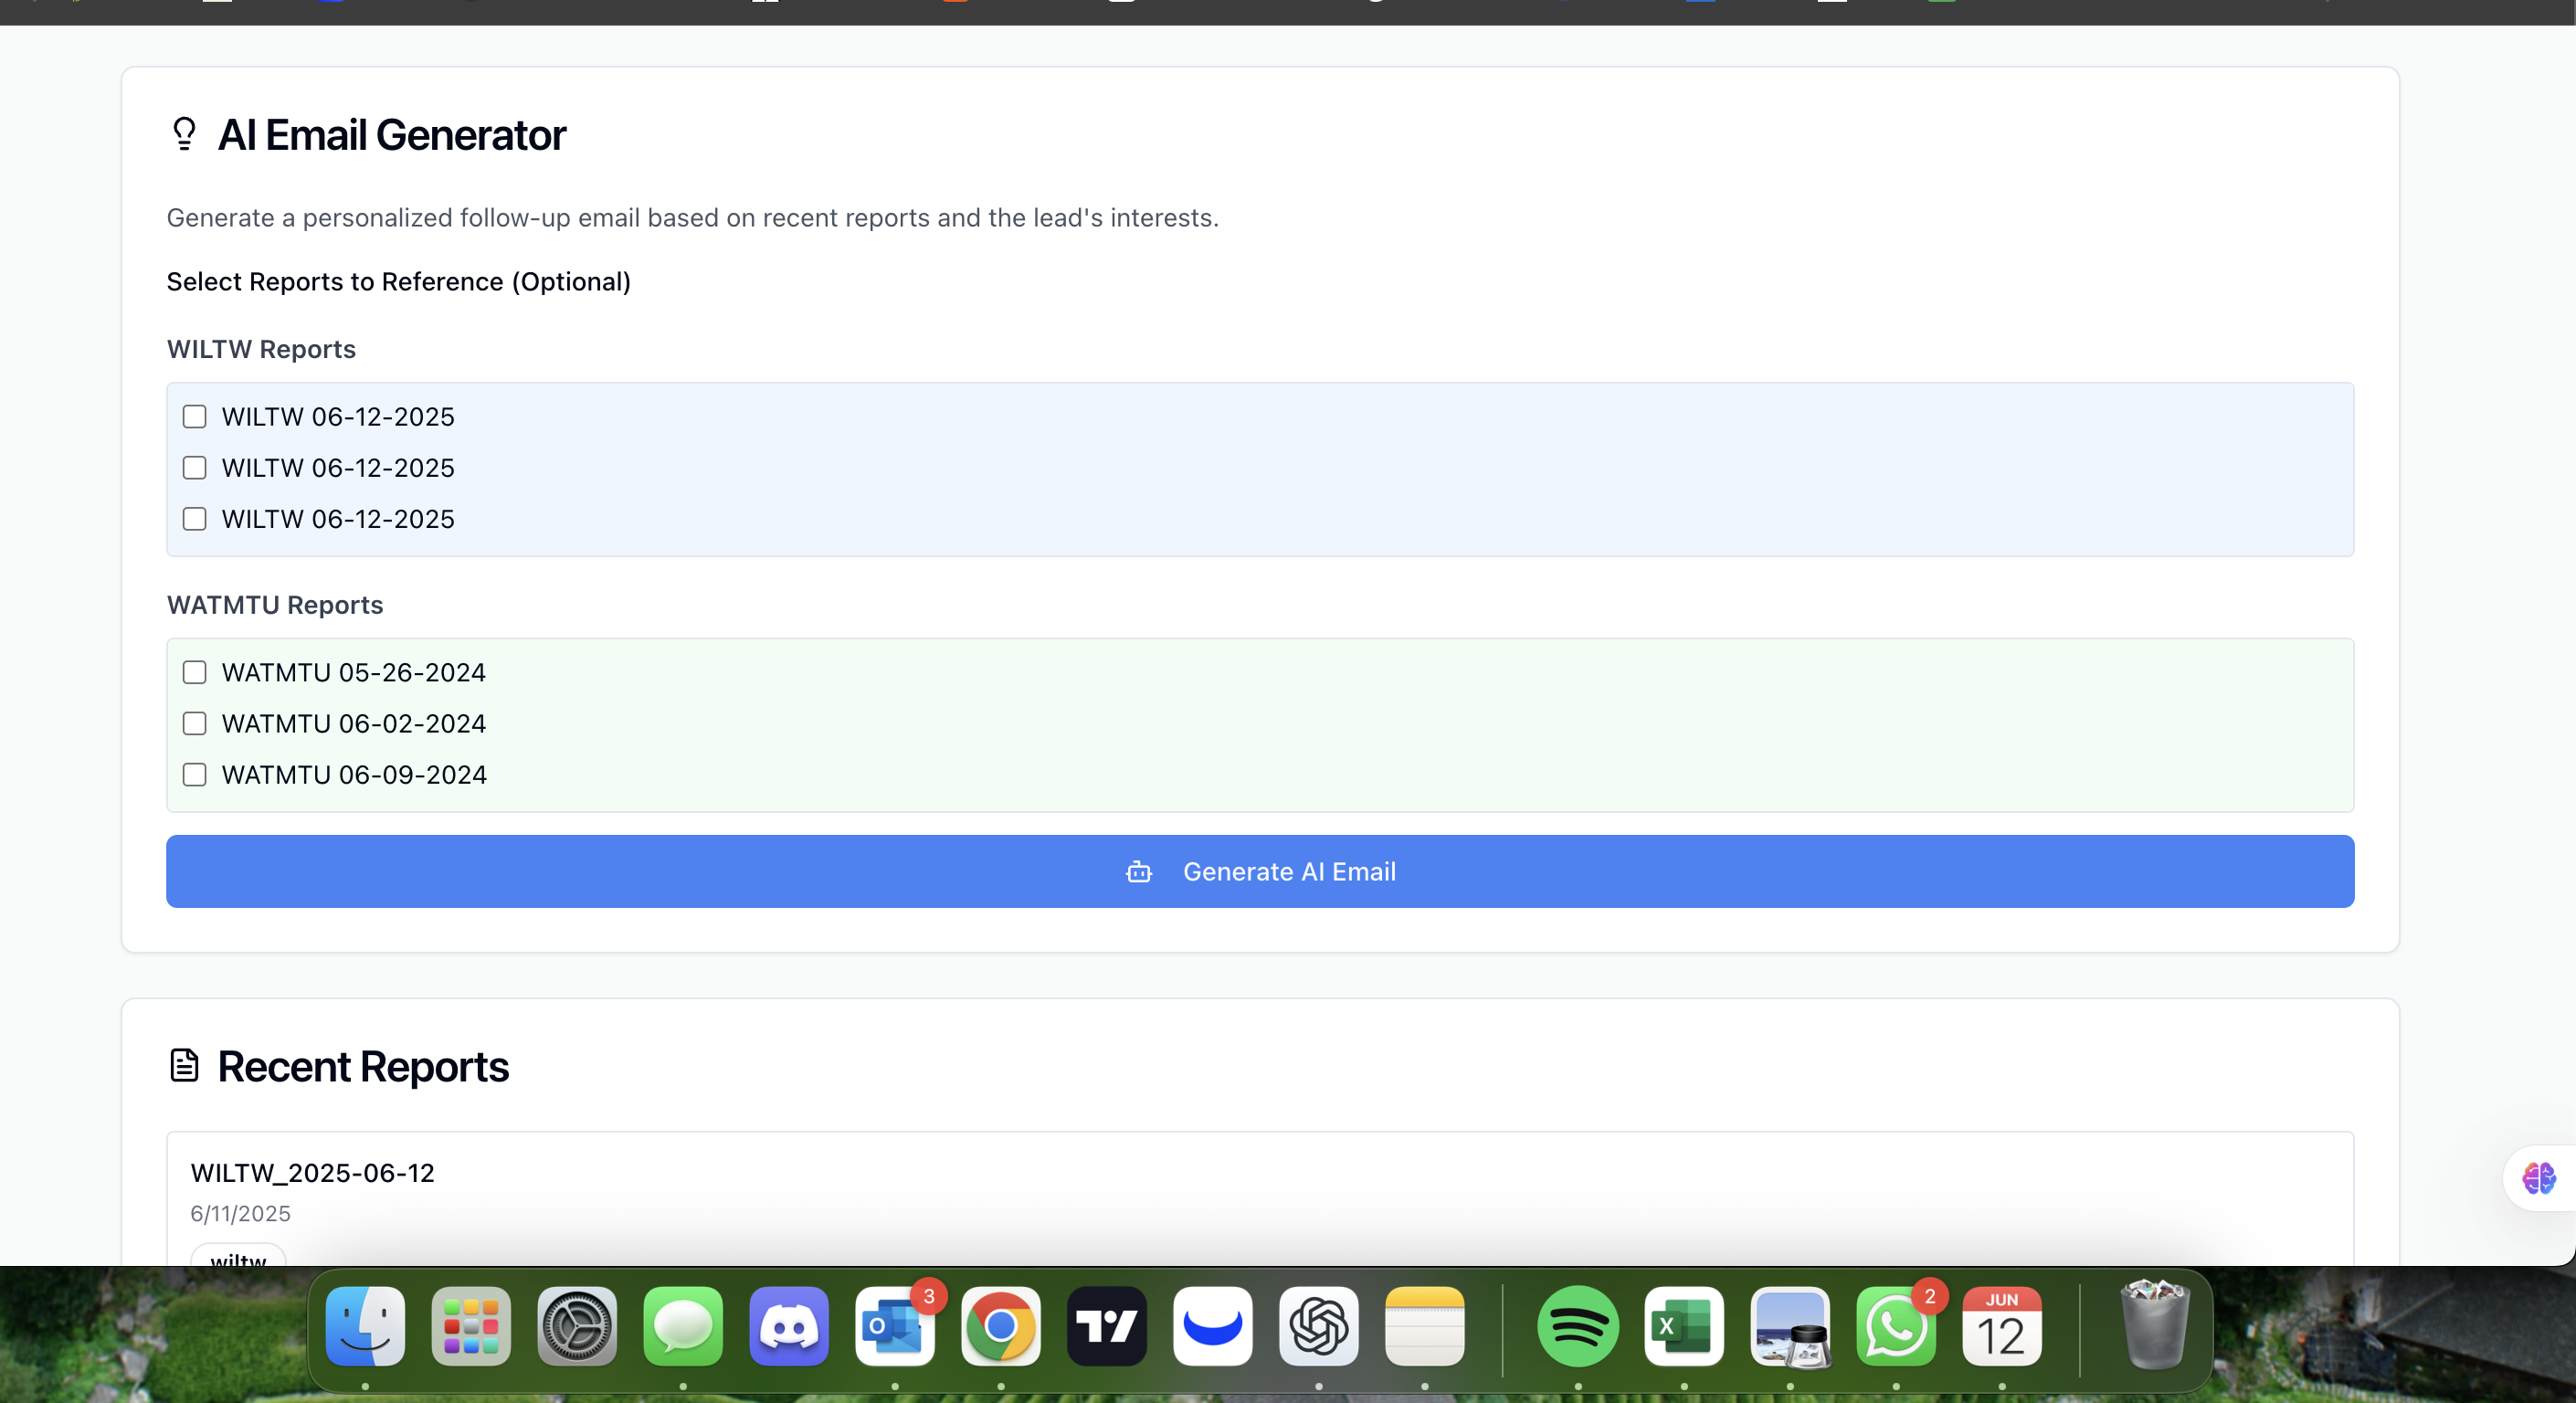 AI Email Generator
Generate a personalized follow-up email based on recent reports and the lead's interests.
Select Reports to Reference (Optional)
WILTW Reports
WILTW 06-12-2025
WILTW 06-12-2025
WILTW 06-12-2025
WATMTU Reports
WATMTU 05-26-2024
WATMTU 06-02-2024
WATMTU 06-09-2024
Generate AI Email
Recent Reports
WILTW_2025-06-12
6/11/2025
wiltw
3
2
JUN
12
O
X